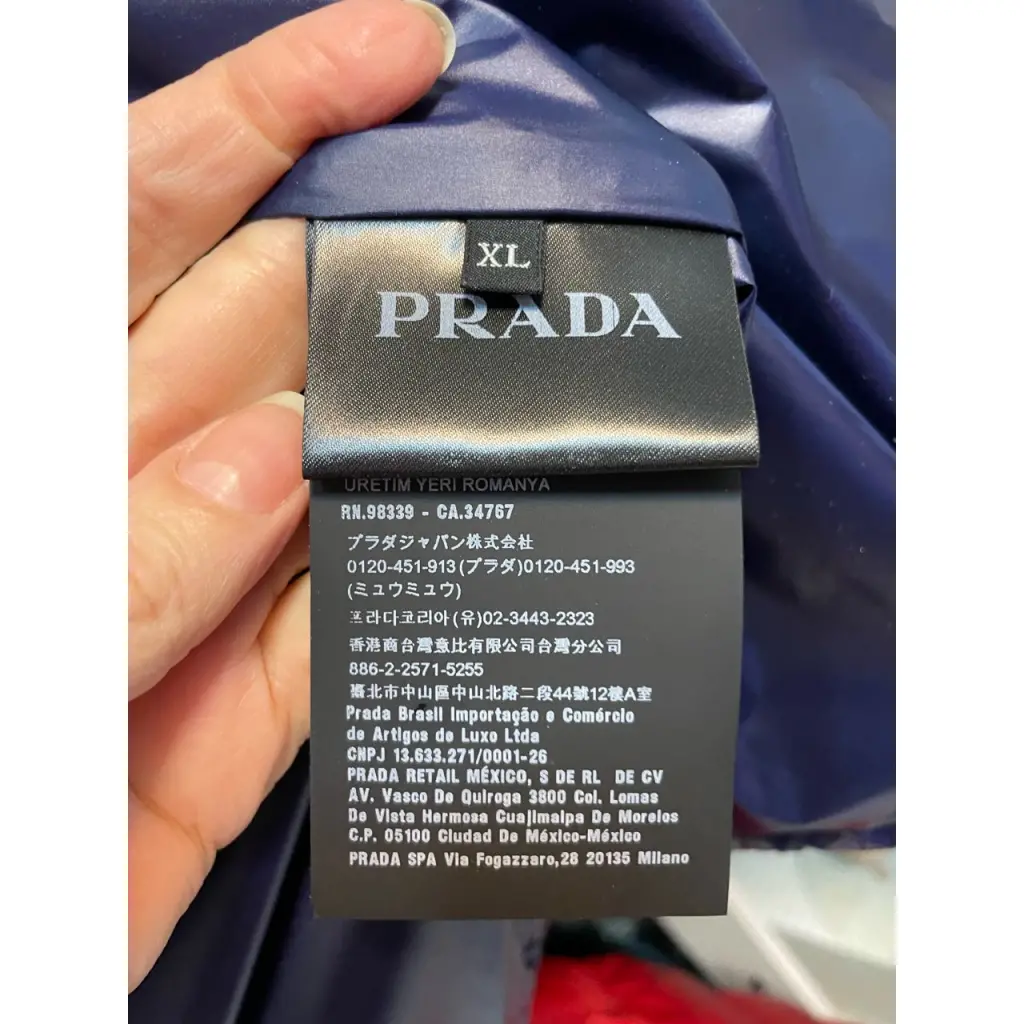 XL
PRADA
ÜRETİM YERİ ROMANYA
RN.98339 - CA.34767
プラダジャパン株式会社
0120-451-913(プラダ)0120-451-993
(ミュウミュウ)
프라다코리아(유)02-3443-2323
香港商台灣意比有限公司台灣分公司
886-2-2571-5255
臺北市中山區中山北路二段44號12樓A室
Prada Brasil Importação e Comércio
de Artigos de Luxo Ltda
CNPJ 13.633.271/0001-26
PRADA RETAIL MÉXICO, S DE RL DE CV
AV. Vasco De Quiroga 3800 Col. Lomas
De Vista Hermosa Cuajimalpa De Morelos
C.P. 05100 Ciudad De México-México
PRADA SPA Via Fogazzaro,28 20135 Milano